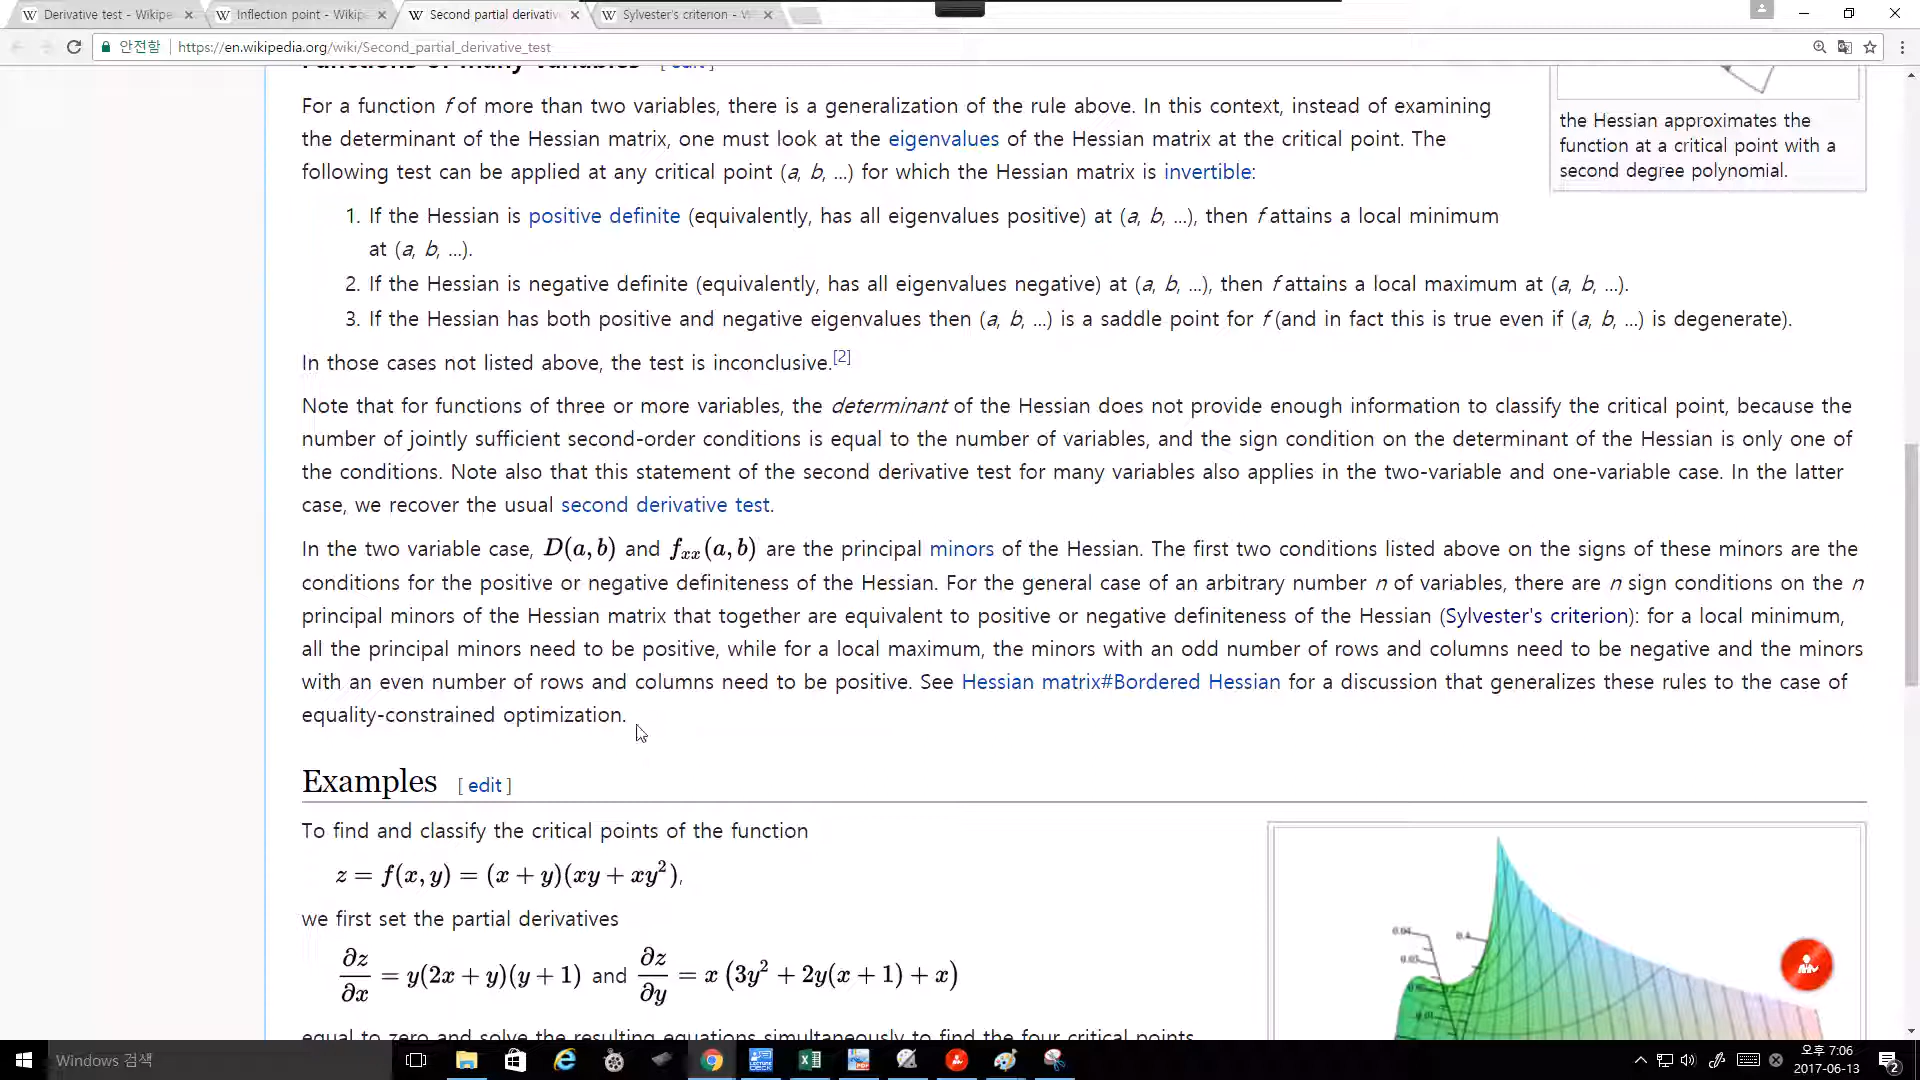 Derivative test - Wikipe
Inflection point - Wikip
Second partial derivativ
Sylvester's criterion - W
안전함
https://en.wikipedia.org/wiki/Second_partial_derivative_test
Functions of many variables [ edit ]
For a function f of more than two variables, there is a generalization of the rule above. In this context, instead of examining
the determinant of the Hessian matrix, one must look at the eigenvalues of the Hessian matrix at the critical point. The
following test can be applied at any critical point (a, b, ...) for which the Hessian matrix is invertible:
the Hessian approximates the
function at a critical point with a
second degree polynomial.
1. If the Hessian is positive definite (equivalently, has all eigenvalues positive) at (a, b, ...), then f attains a local minimum
at (a, b, ...).
2. If the Hessian is negative definite (equivalently, has all eigenvalues negative) at (a, b, ...), then f attains a local maximum at (a, b, ...).
3. If the Hessian has both positive and negative eigenvalues then (a, b, ...) is a saddle point for f (and in fact this is true even if (a, b, ...) is degenerate).
In those cases not listed above, the test is inconclusive.[2]
Note that for functions of three or more variables, the determinant of the Hessian does not provide enough information to classify the critical point, because the
number of jointly sufficient second-order conditions is equal to the number of variables, and the sign condition on the determinant of the Hessian is only one of
the conditions. Note also that this statement of the second derivative test for many variables also applies in the two-variable and one-variable case. In the latter
case, we recover the usual second derivative test.
In the two variable case, D(a, b) and fxx(a, b) are the principal minors of the Hessian. The first two conditions listed above on the signs of these minors are the
conditions for the positive or negative definiteness of the Hessian. For the general case of an arbitrary number n of variables, there are n sign conditions on the n
principal minors of the Hessian matrix that together are equivalent to positive or negative definiteness of the Hessian (Sylvester's criterion): for a local minimum,
all the principal minors need to be positive, while for a local maximum, the minors with an odd number of rows and columns need to be negative and the minors
with an even number of rows and columns need to be positive. See Hessian matrix#Bordered Hessian for a discussion that generalizes these rules to the case of
equality-constrained optimization.
Examples [ edit ]
To find and classify the critical points of the function
z = f(x, y) = (x + y)(xy + xy²),
we first set the partial derivatives
∂z/∂x = y(2x + y)(y + 1) and ∂z/∂y = x (3y² + 2y(x + 1) + x)
equal to zero and solve the resulting equations simultaneously to find the four critical points
Windows 검색
오후 7:06
2017-06-13
2